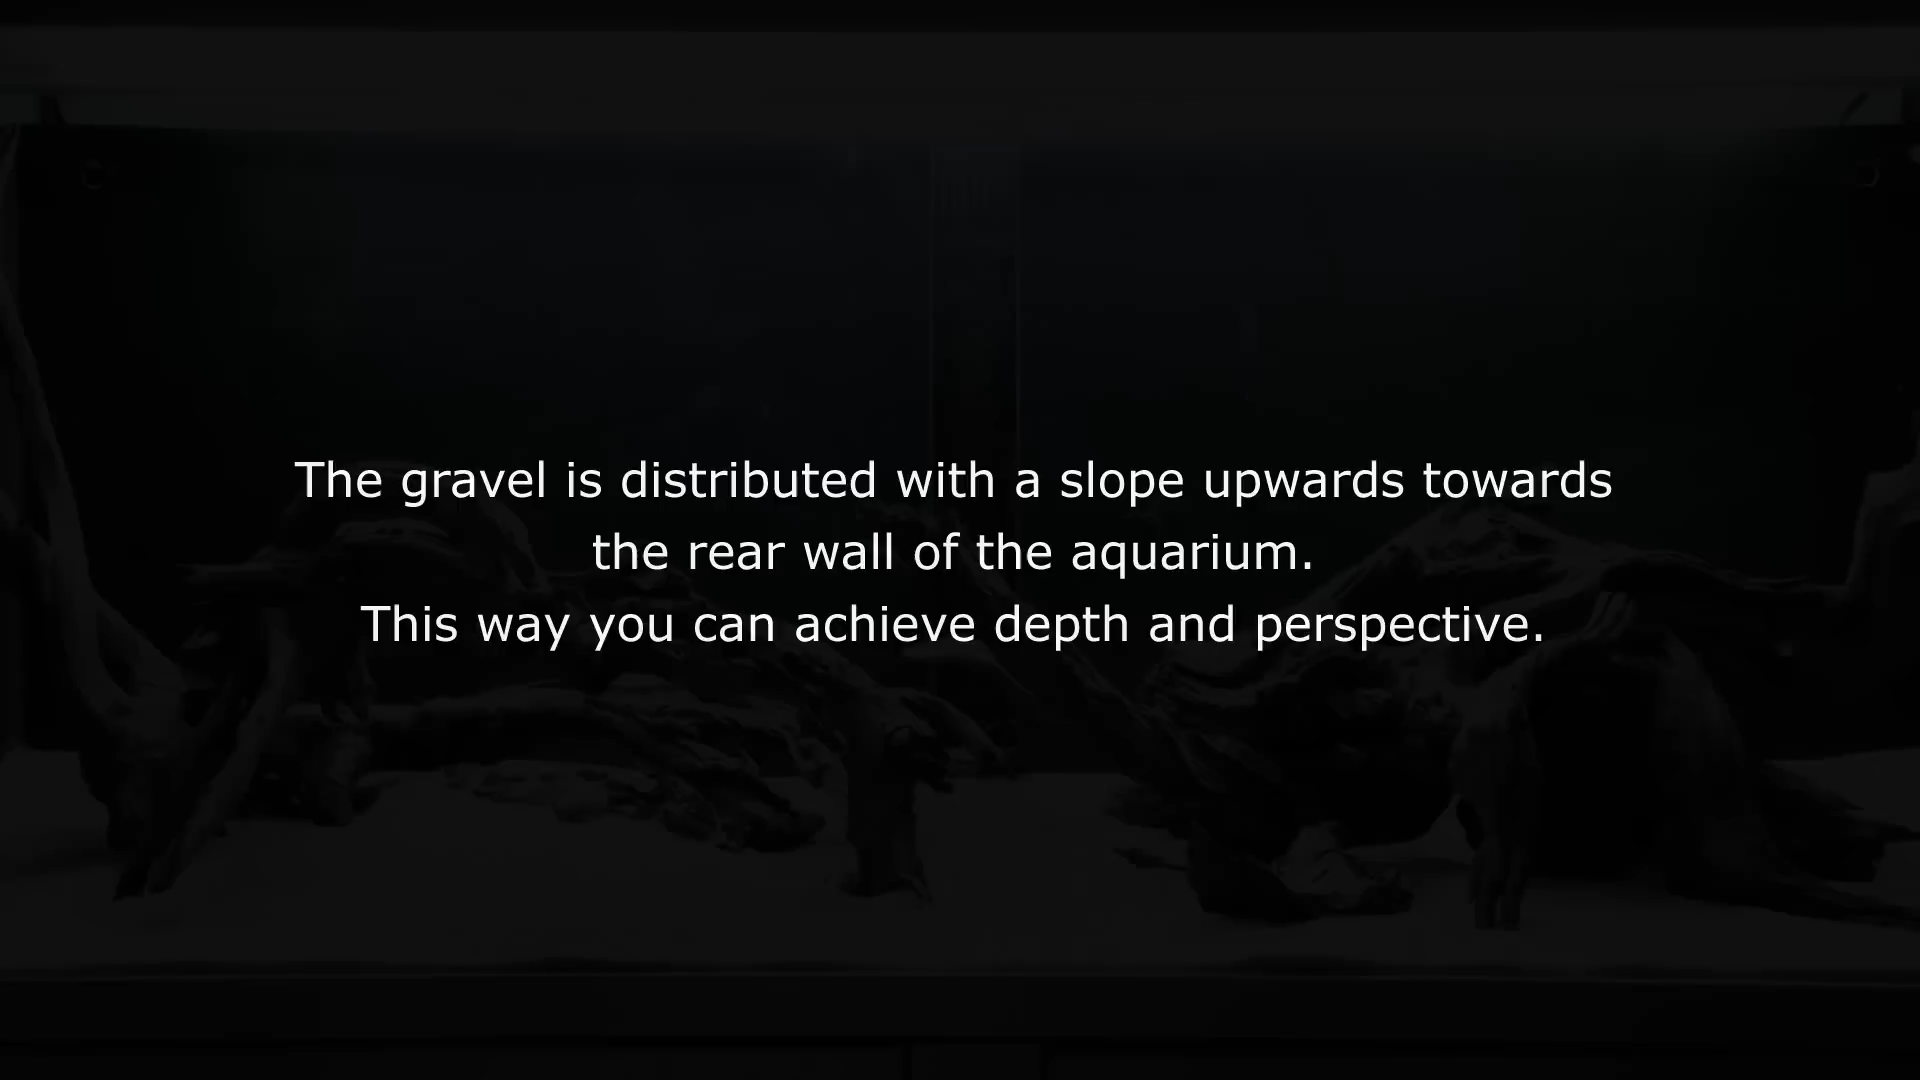 The gravel is distributed with a slope upwards towards
the rear wall of the aquarium.
This way you can achieve depth and perspective.